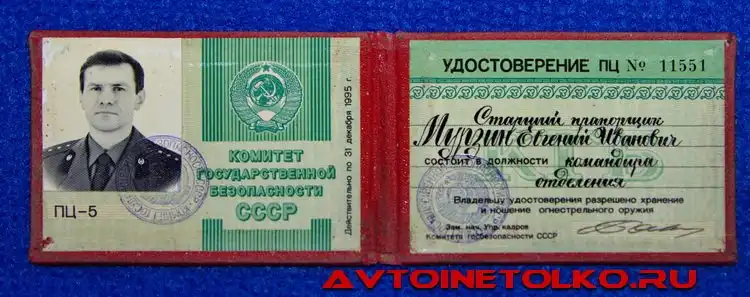 ПЦ-5
КОМИТЕТ
ГОСУДАРСТВЕННОЙ
БЕЗОПАСНОСТИ
СССР
Действительно по 31 декабря 1995 г.
УДОСТОВЕРЕНИЕ ПЦ № 11551
Старший прапорщик
Мурзин Евгений Иванович
состоит в должности командира
отделения
Владельцу удостоверения разрешено хранение
и ношение огнестрельного оружия
Зам. нач. Упр. кадров
Комитета госбезопасности СССР
AVTOINETOLKO.RU